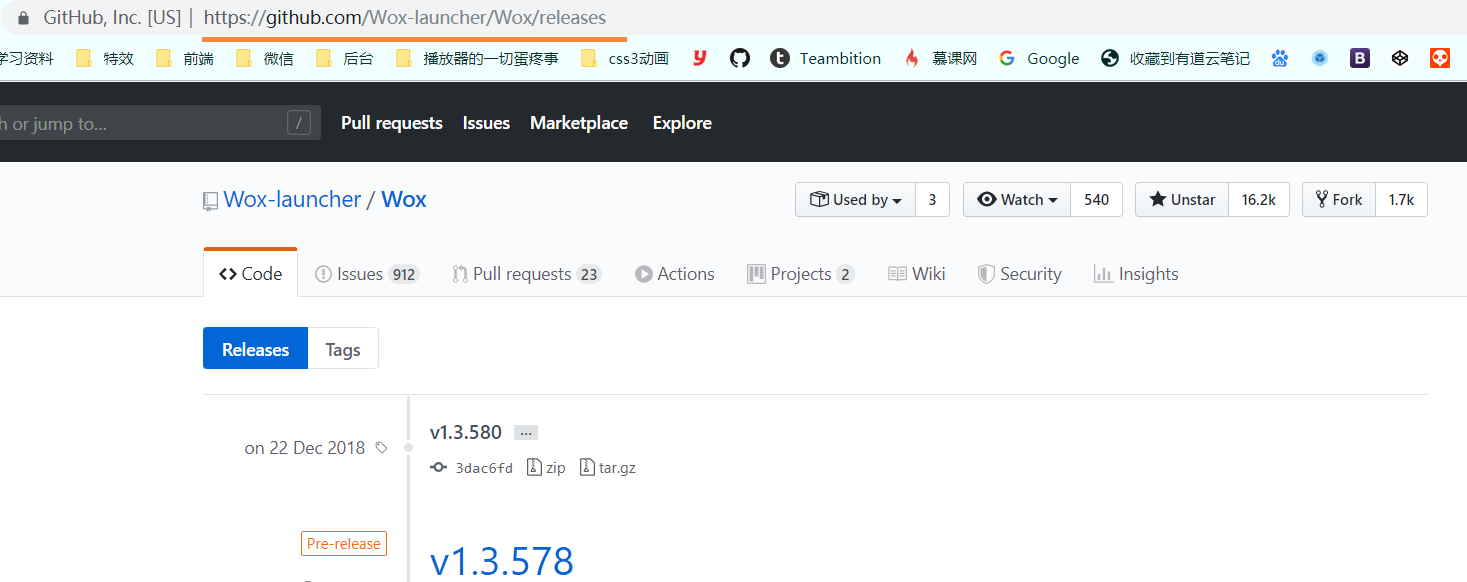 GitHub, Inc. [US] | https://github.com/Wox-launcher/Wox/releases
学习资料 特效 前端 微信 后台 播放器的一切蛋疼事 css3动画 Teambition 慕课网 Google 收藏到有道云笔记
h or jump to... / Pull requests Issues Marketplace Explore
Wox-launcher / Wox Used by 3 Watch 540 Unstar 16.2k Fork 1.7k
Code Issues 912 Pull requests 23 Actions Projects 2 Wiki Security Insights
Releases Tags
v1.3.580 ...
on 22 Dec 2018
3dac6fd zip tar.gz
Pre-release
v1.3.578